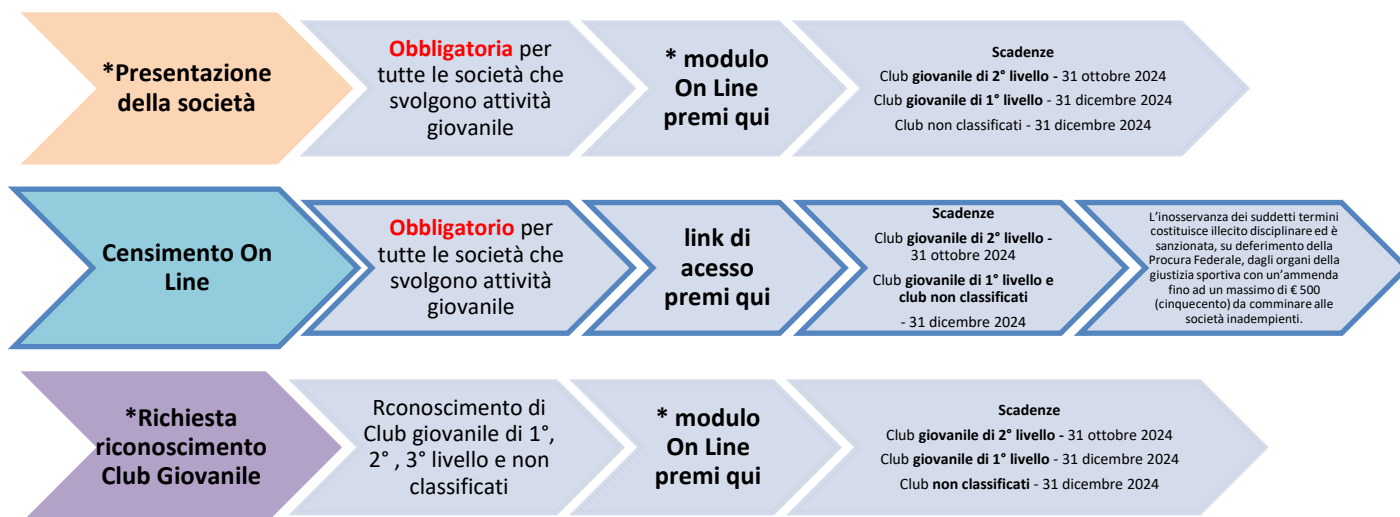 *Presentazione
della società
Obbligatoria per
tutte le società che
svolgono attività
giovanile
* modulo
On Line
premi qui
Scadenze
Club giovanile di 2° livello - 31 ottobre 2024
Club giovanile di 1° livello - 31 dicembre 2024
Club non classificati - 31 dicembre 2024
Censimento On
Line
Obbligatorio per
tutte le società che
svolgono attività
giovanile
link di
acesso
premi qui
Scadenze
Club giovanile di 2° livello -
31 ottobre 2024
Club giovanile di 1° livello e
club non classificati
- 31 dicembre 2024
L'inosservanza dei suddetti termini
costituisce illecito disciplinare ed è
sanzionata, su deferimento della
Procura Federale, dagli organi della
giustizia sportiva con un'ammenda
fino ad un massimo di € 500
(cinquecento) da comminare alle
società inadempienti.
*Richiesta
riconoscimento
Club Giovanile
Rconoscimento di
Club giovanile di 1°,
2° , 3° livello e non
classificati
* modulo
On Line
premi qui
Scadenze
Club giovanile di 2° livello - 31 ottobre 2024
Club giovanile di 1° livello - 31 dicembre 2024
Club non classificati - 31 dicembre 2024